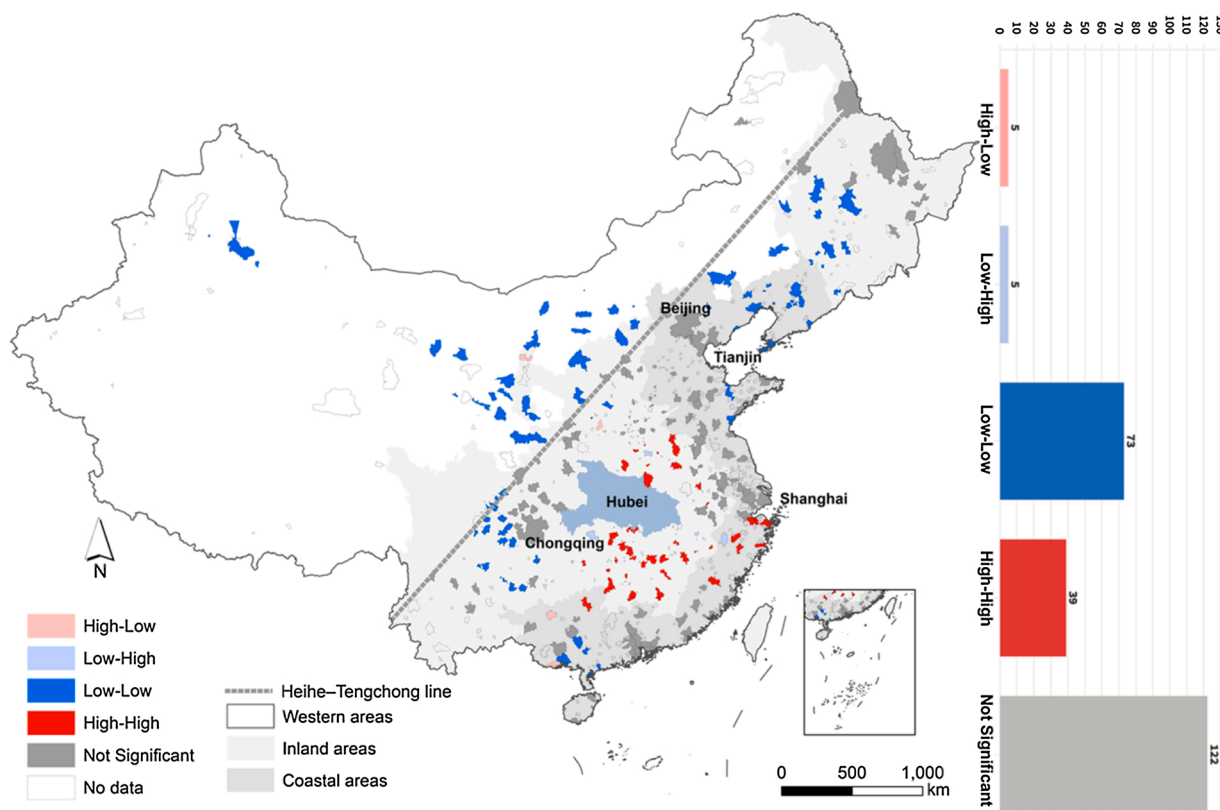 Beijing
Tianjin
Hubei
Shanghai
Chongqing
N
High-Low
Low-High
Low-Low
High-High
Not Significant
No data
Heihe–Tengchong line
Western areas
Inland areas
Coastal areas
0 500 1,000
km
0 10 20 30 40 50 60 70 80 90 100 110 120
High-Low
5
Low-High
5
Low-Low
73
High-High
39
Not Significant
122